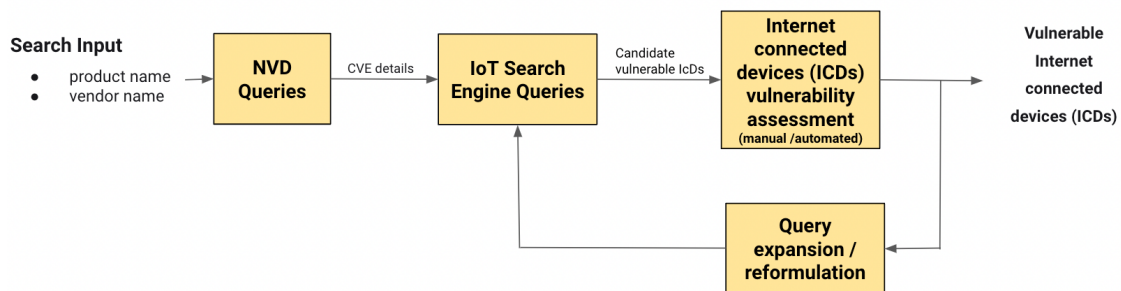 Search Input
● product name
● vendor name
NVD
Queries
CVE details
IoT Search
Engine Queries
Candidate
vulnerable IcDs
Internet
connected
devices (ICDs)
vulnerability
assessment
(manual /automated)
Vulnerable
Internet
connected
devices (ICDs)
Query
expansion /
reformulation